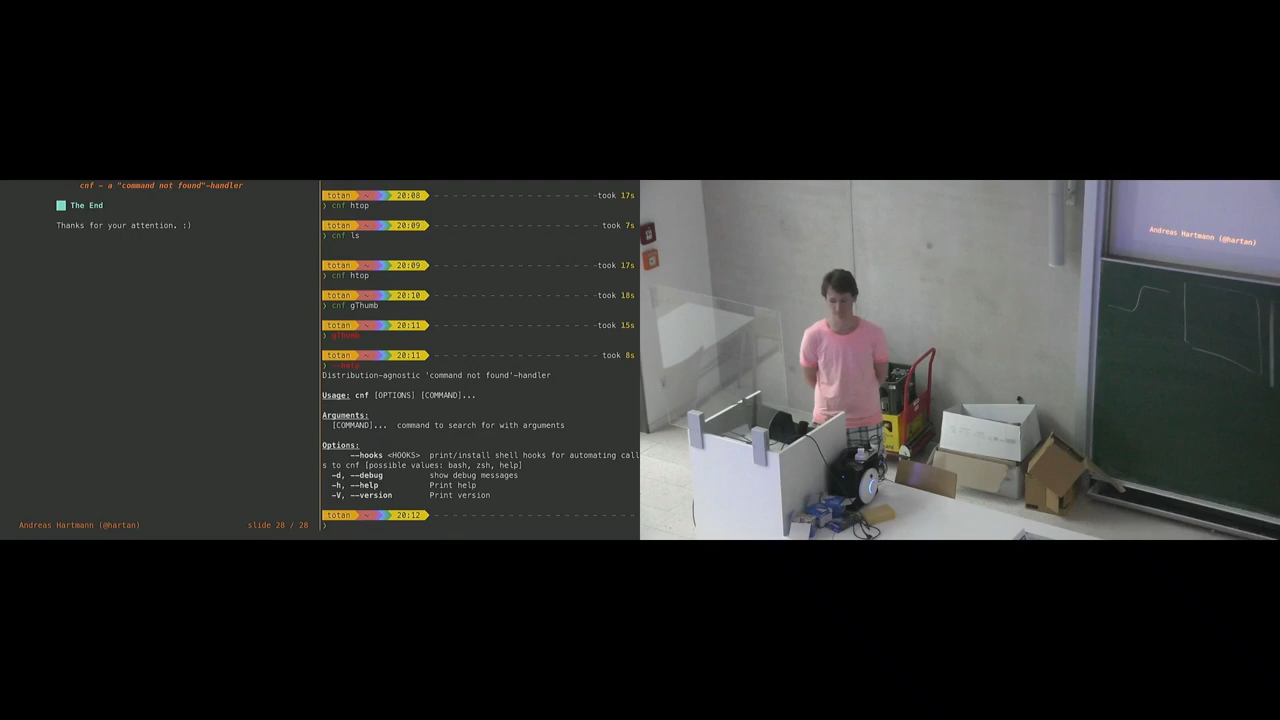 cnf - a "command not found"-handler
The End
Thanks for your attention. :)
Andreas Hartmann (@hartan)
slide 28 / 28
totan ~ 20:08 took 17s
❯ cnf htop
totan ~ 20:09 took 7s
❯ cnf ls
totan ~ 20:09 took 17s
❯ cnf htop
totan ~ 20:10 took 18s
❯ cnf gThumb
totan ~ 20:11 took 15s
❯ gThumb
totan ~ 20:11 took 8s
❯ --help
Distribution-agnostic 'command not found'-handler
Usage: cnf [OPTIONS] [COMMAND]...
Arguments:
[COMMAND]... command to search for with arguments
Options:
--hooks <HOOKS> print/install shell hooks for automating call
s to cnf [possible values: bash, zsh, help]
-d, --debug show debug messages
-h, --help Print help
-V, --version Print version
totan ~ 20:12
❯
Andreas Hartmann (@hartan)